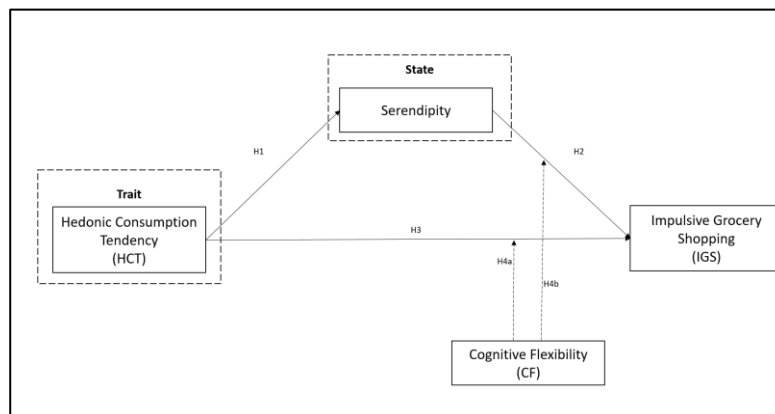 State
Serendipity
H1
H2
Trait
Hedonic Consumption
Tendency
(HCT)
H3
Impulsive Grocery
Shopping
(IGS)
H4a
H4b
Cognitive Flexibility
(CF)